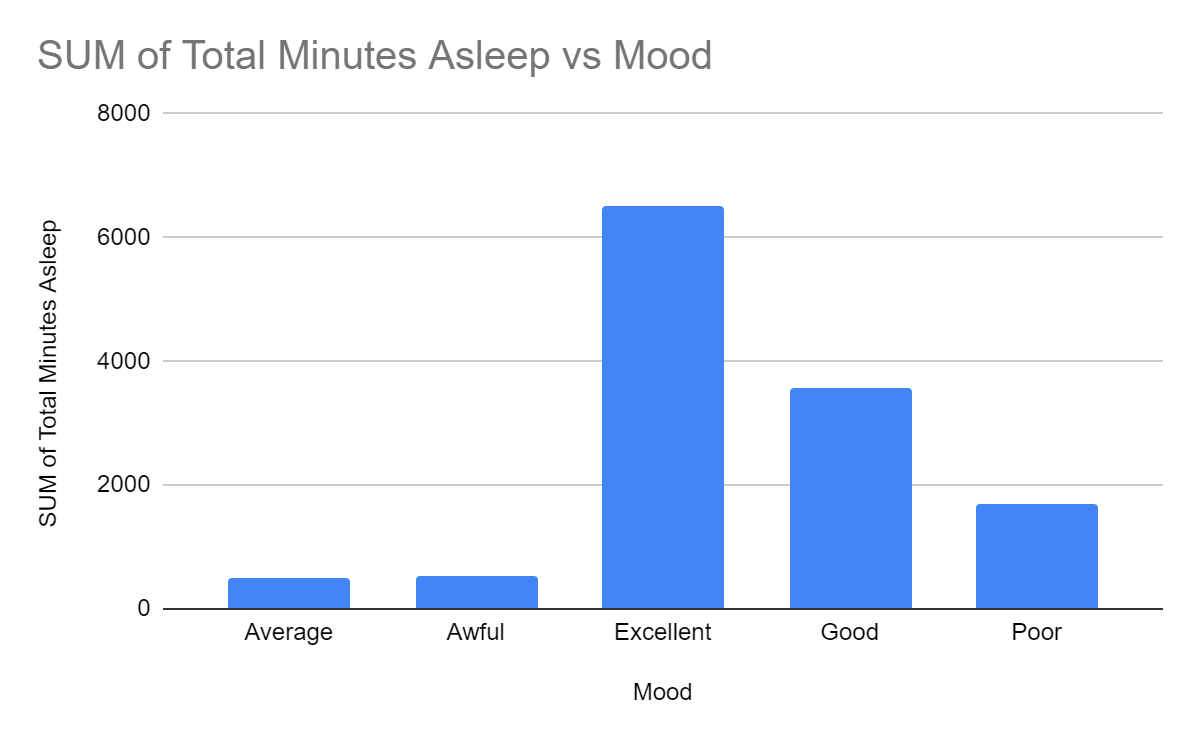 SUM of Total Minutes Asleep vs Mood
SUM of Total Minutes Asleep
8000
6000
4000
2000
0
Average Awful Excellent Good Poor
Mood